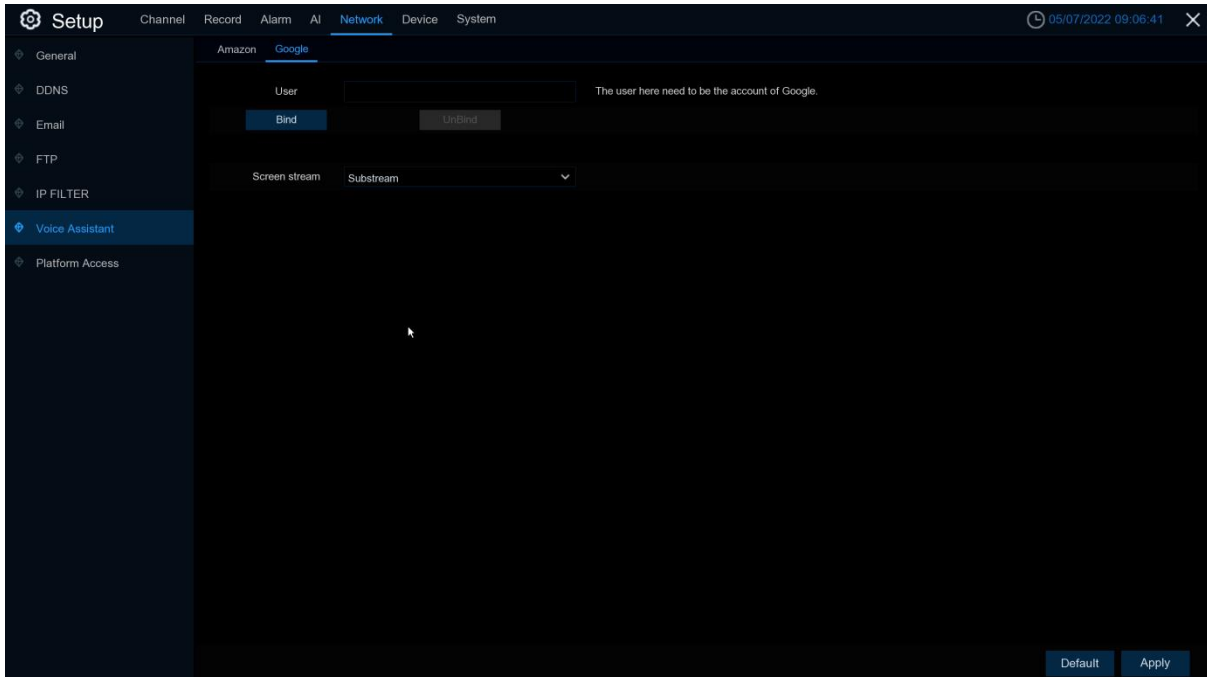 Setup Channel Record Alarm AI Network Device System 05/07/2022 09:06:41
General
DDNS
Email
FTP
IP FILTER
Voice Assistant
Platform Access
Amazon Google
User The user here need to be the account of Google.
Bind UnBind
Screen stream Substream
Default Apply